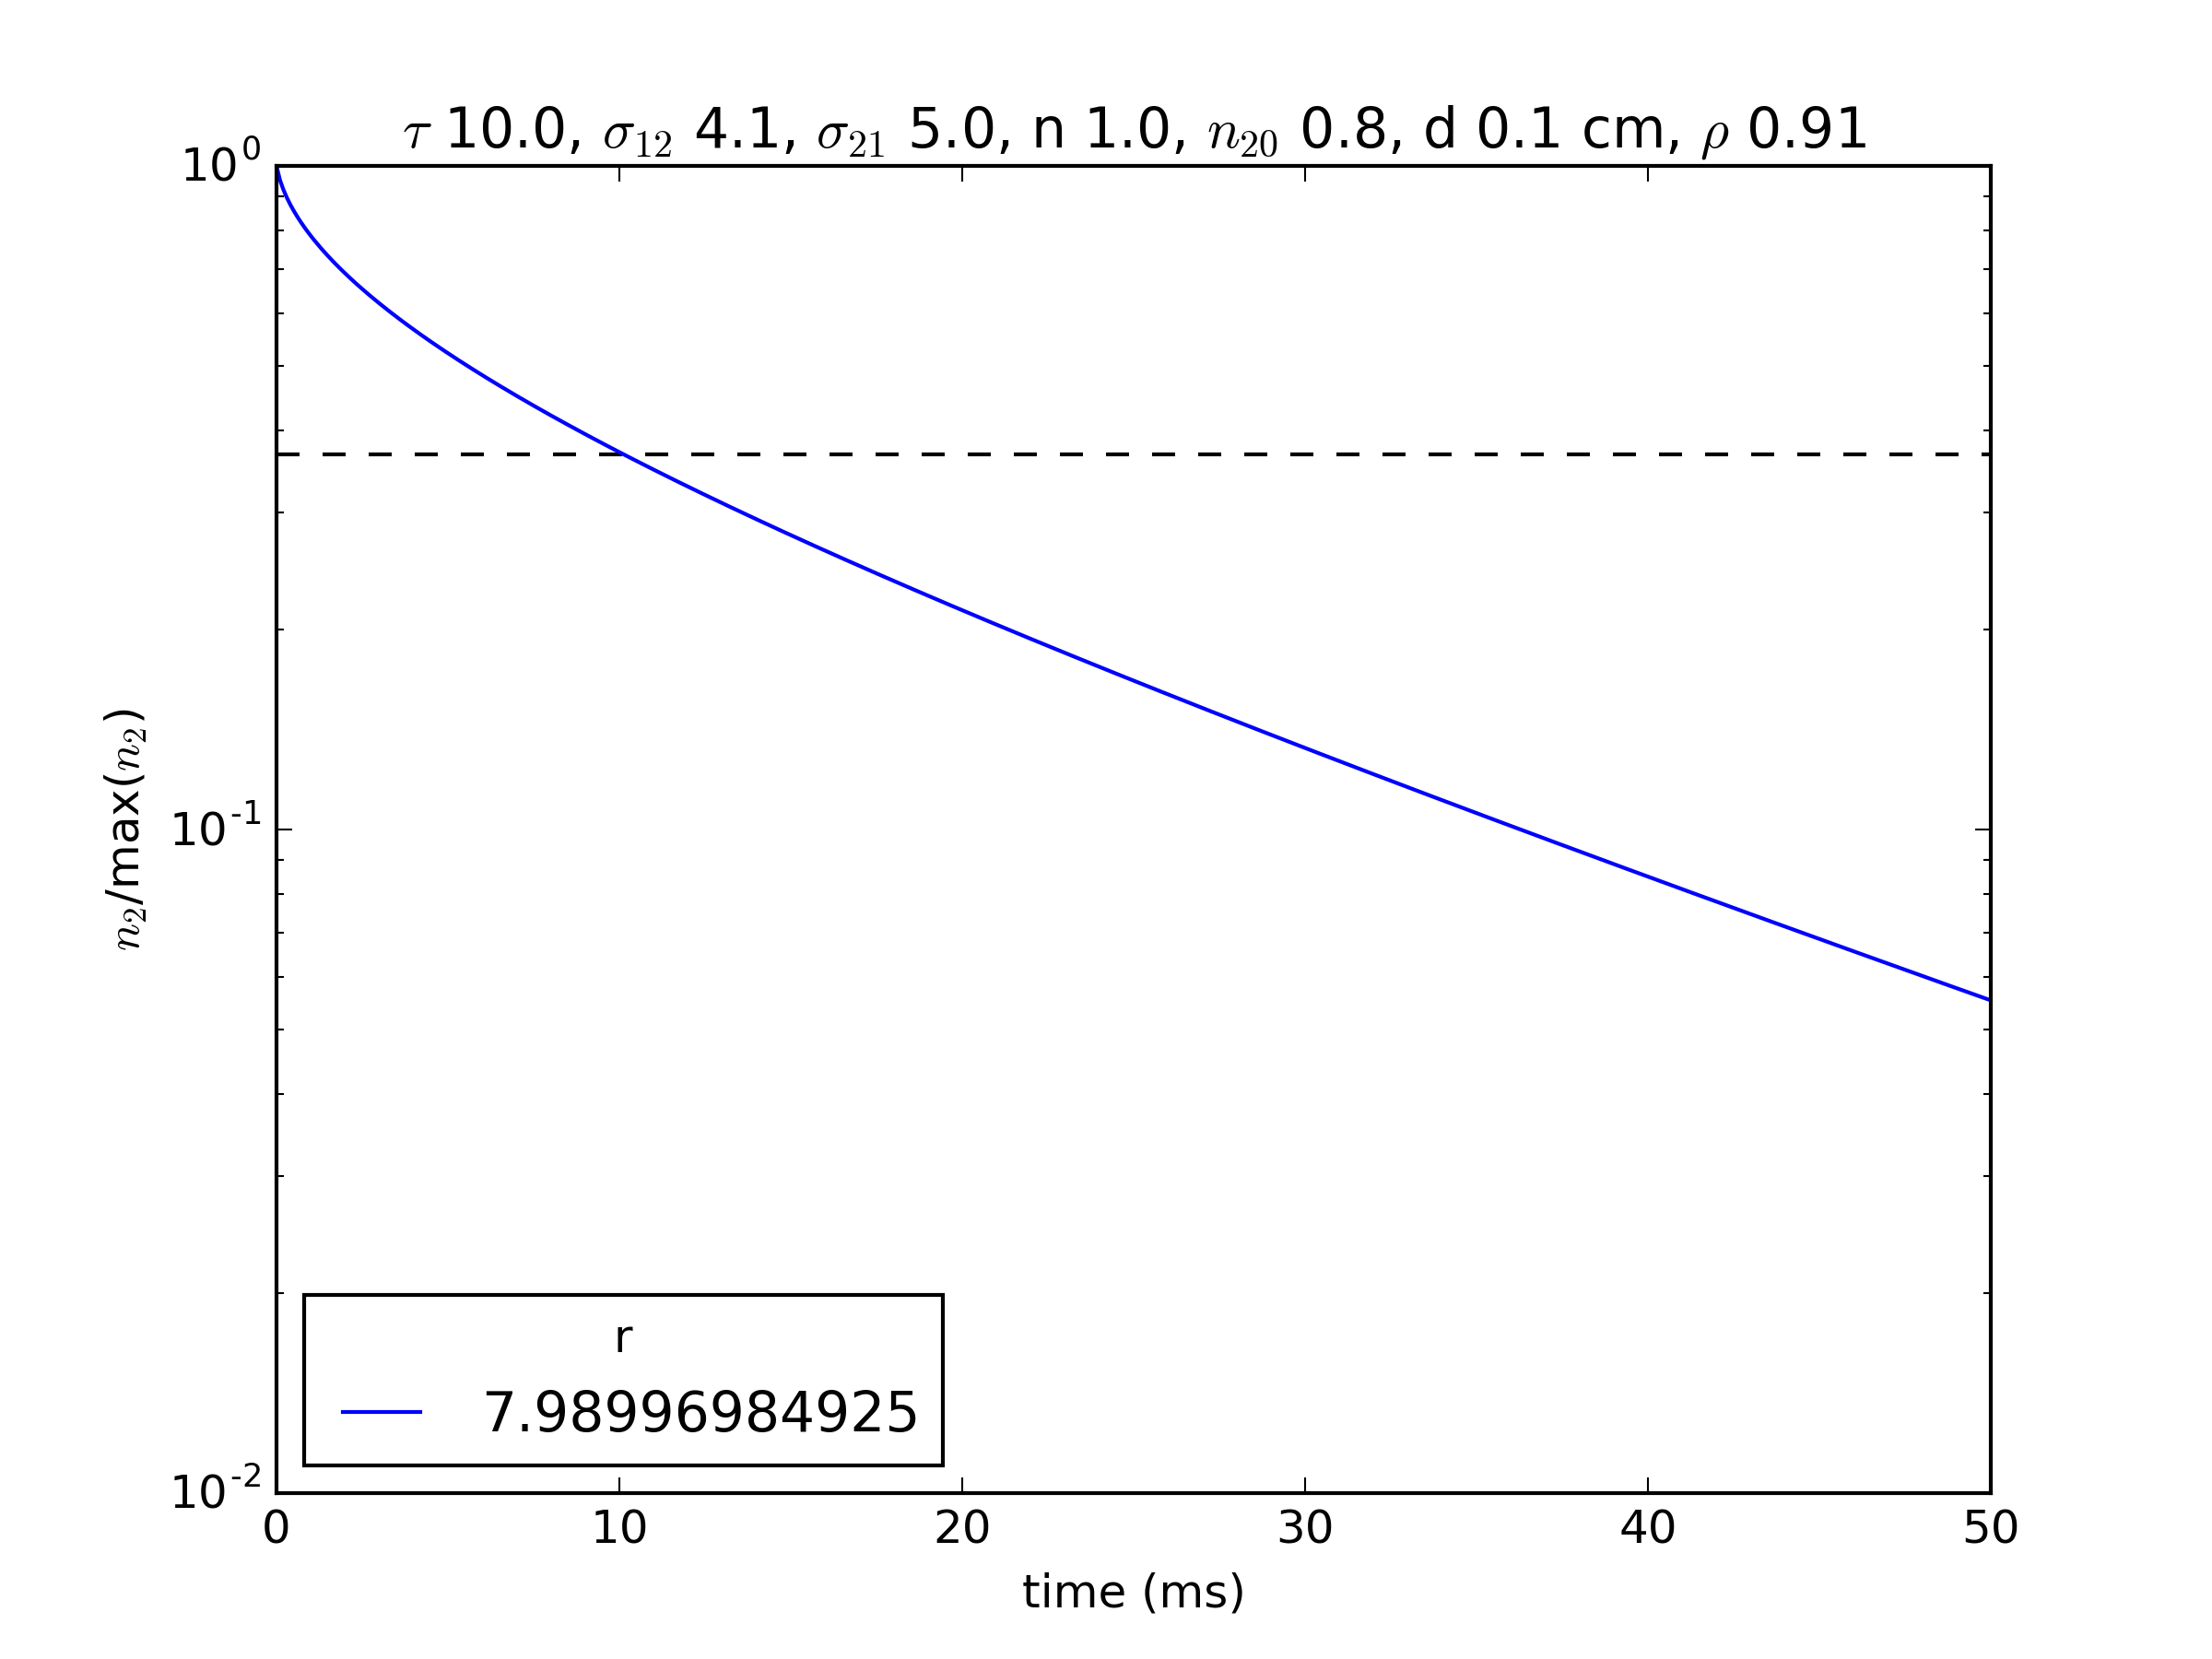 τ 10.0, σ₁₂ 4.1, σ₂₁ 5.0, n 1.0, n₂₀ 0.8, d 0.1 cm, ρ 0.91
10⁰
10⁻¹
10⁻²
n₂/max(n₂)
r
7.98996984925
0 10 20 30 40 50
time (ms)